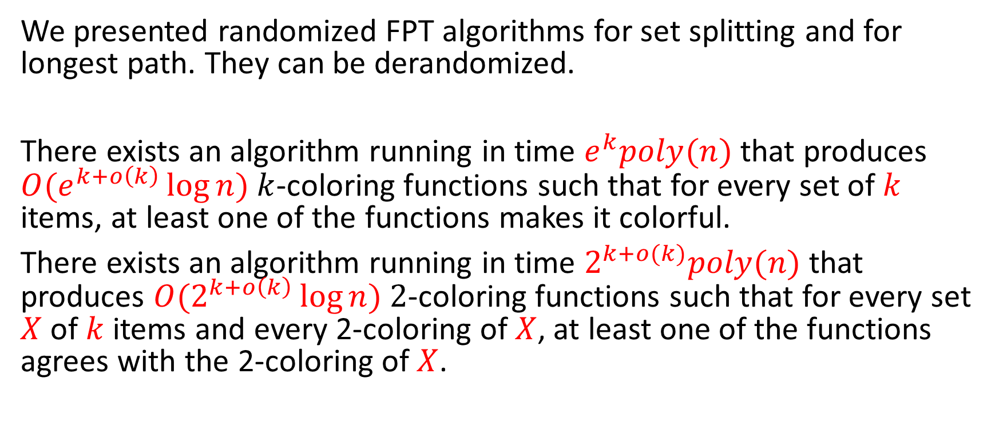 We presented randomized FPT algorithms for set splitting and for
longest path. They can be derandomized.
There exists an algorithm running in time $e^k poly(n)$ that produces
$O(e^{k+o(k)} \log n)$ $k$-coloring functions such that for every set of $k$
items, at least one of the functions makes it colorful.
There exists an algorithm running in time $2^{k+o(k)} poly(n)$ that
produces $O(2^{k+o(k)} \log n)$ 2-coloring functions such that for every set
$X$ of $k$ items and every 2-coloring of $X$, at least one of the functions
agrees with the 2-coloring of $X$.